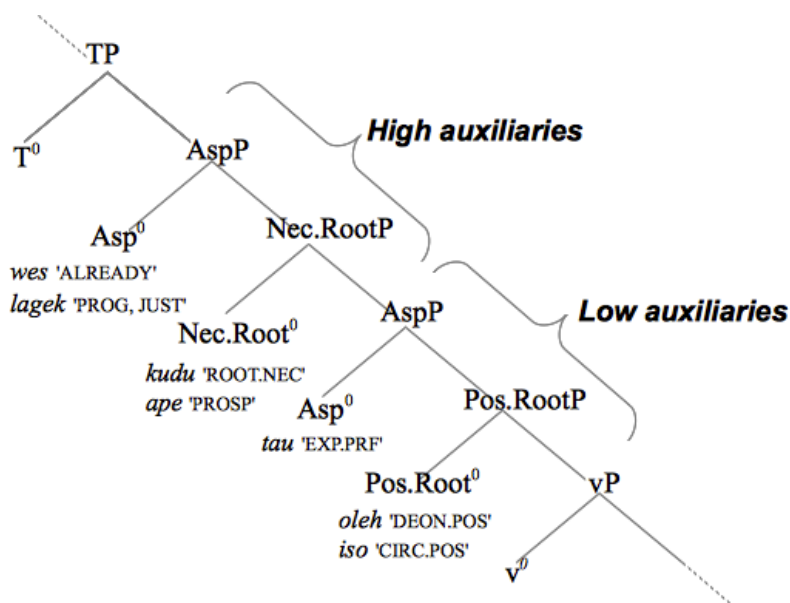 TP
High auxiliaries
T⁰
AspP
Asp⁰
Nec.RootP
wes 'ALREADY'
lagek 'PROG, JUST'
Nec.Root⁰
AspP
Low auxiliaries
kudu 'ROOT.NEC'
ape 'PROSP'
Asp⁰
Pos.RootP
tau 'EXP.PRF'
Pos.Root⁰
vP
oleh 'DEON.POS'
iso 'CIRC.POS'
v⁰